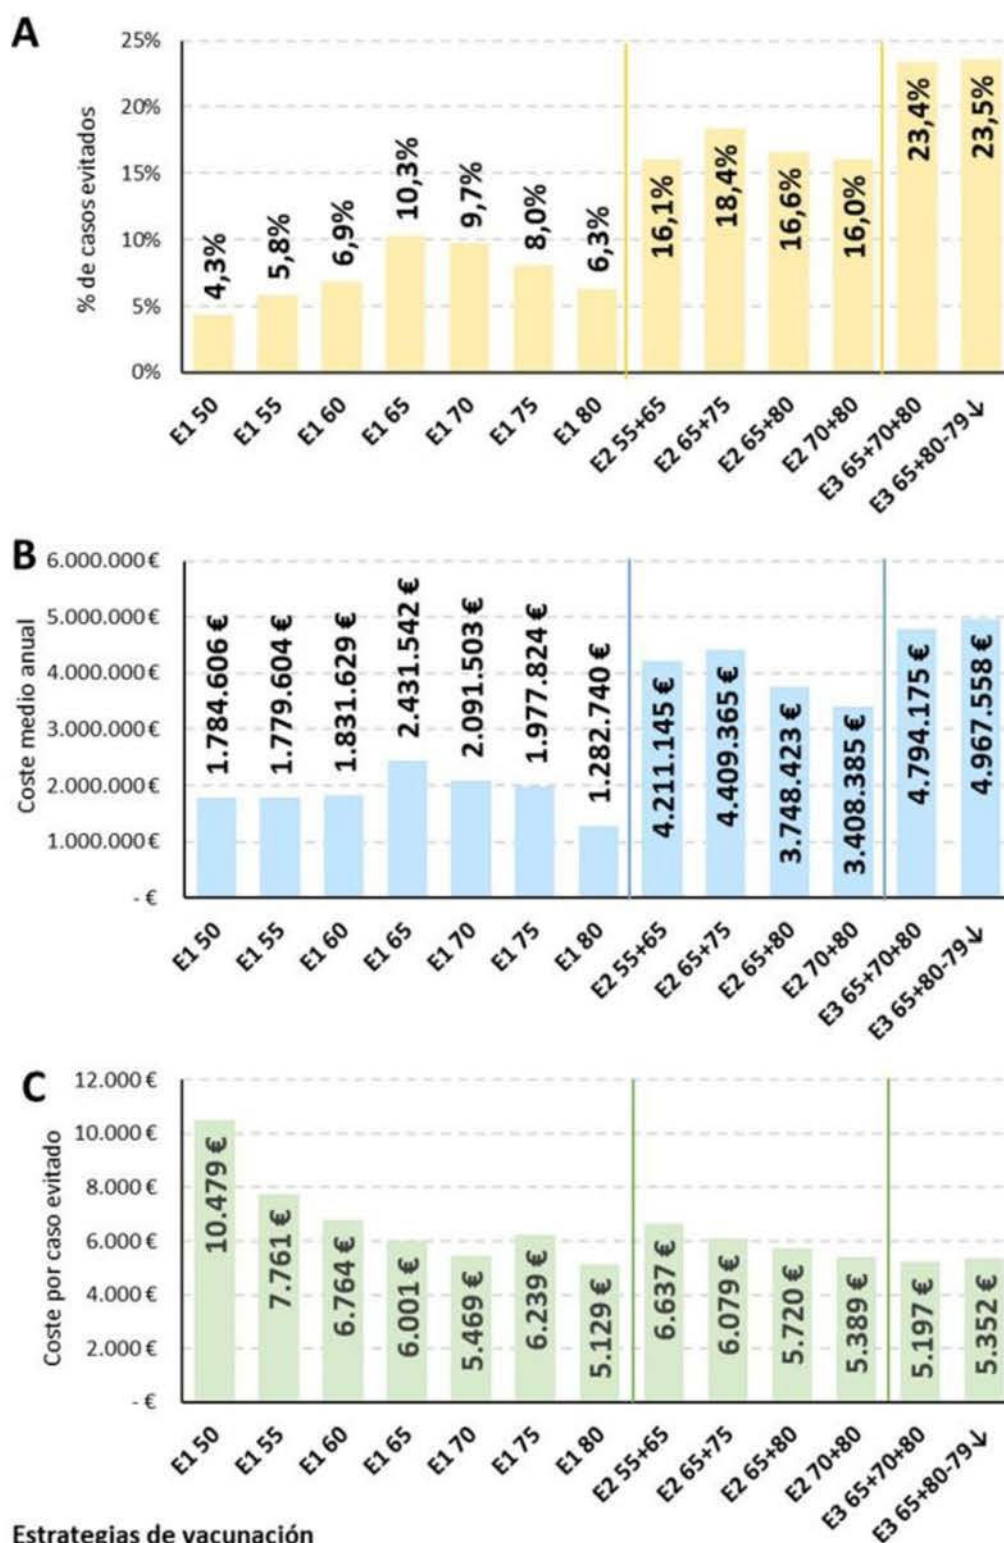 A
25%
20%
15%
10%
5%
0%
% de casos evitados
4,3%
5,8%
6,9%
10,3%
9,7%
8,0%
6,3%
16,1%
18,4%
16,6%
16,0%
23,4%
23,5%
E1 50
E1 55
E1 60
E1 65
E1 70
E1 75
E1 80
E2 55+65
E2 65+75
E2 65+80
E2 70+80
E3 65+70+80
E3 65+80-79↓
B
6.000.000 €
5.000.000 €
4.000.000 €
3.000.000 €
2.000.000 €
1.000.000 €
- €
Coste medio anual
1.784.606 €
1.779.604 €
1.831.629 €
2.431.542 €
2.091.503 €
1.977.824 €
1.282.740 €
4.211.145 €
4.409.365 €
3.748.423 €
3.408.385 €
4.794.175 €
4.967.558 €
E1 50
E1 55
E1 60
E1 65
E1 70
E1 75
E1 80
E2 55+65
E2 65+75
E2 65+80
E2 70+80
E3 65+70+80
E3 65+80-79↓
C
12.000 €
10.000 €
8.000 €
6.000 €
4.000 €
2.000 €
- €
Coste por caso evitado
10.479 €
7.761 €
6.764 €
6.001 €
5.469 €
6.239 €
5.129 €
6.637 €
6.079 €
5.720 €
5.389 €
5.197 €
5.352 €
E1 50
E1 55
E1 60
E1 65
E1 70
E1 75
E1 80
E2 55+65
E2 65+75
E2 65+80
E2 70+80
E3 65+70+80
E3 65+80-79↓
Estrategias de vacunación